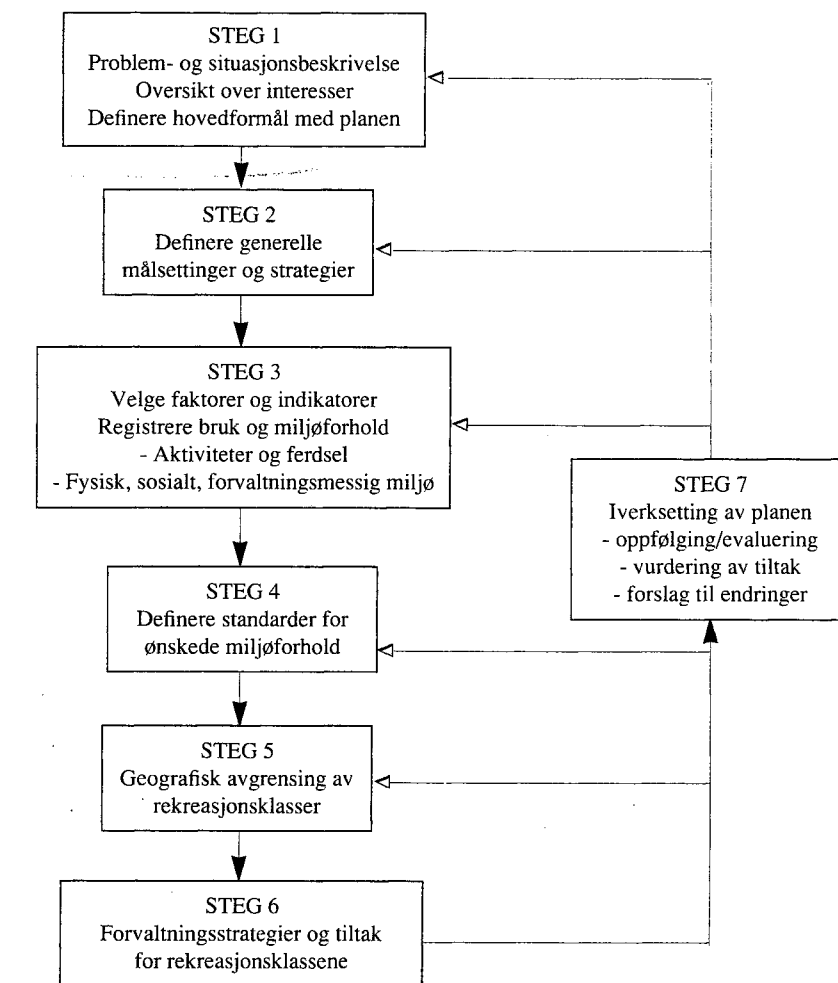 STEG 1
Problem- og situasjonsbeskrivelse
Oversikt over interesser
Definere hovedformål med planen
STEG 2
Definere generelle
målsettinger og strategier
STEG 3
Velge faktorer og indikatorer
Registrere bruk og miljøforhold
- Aktiviteter og ferdsel
- Fysisk, sosialt, forvaltningsmessig miljø
STEG 4
Definere standarder for
ønskede miljøforhold
STEG 5
Geografisk avgrensing av
rekreasjonsklasser
STEG 6
Forvaltningsstrategier og tiltak
for rekreasjonsklassene
STEG 7
Iverksetting av planen
- oppfølging/evaluering
- vurdering av tiltak
- forslag til endringer